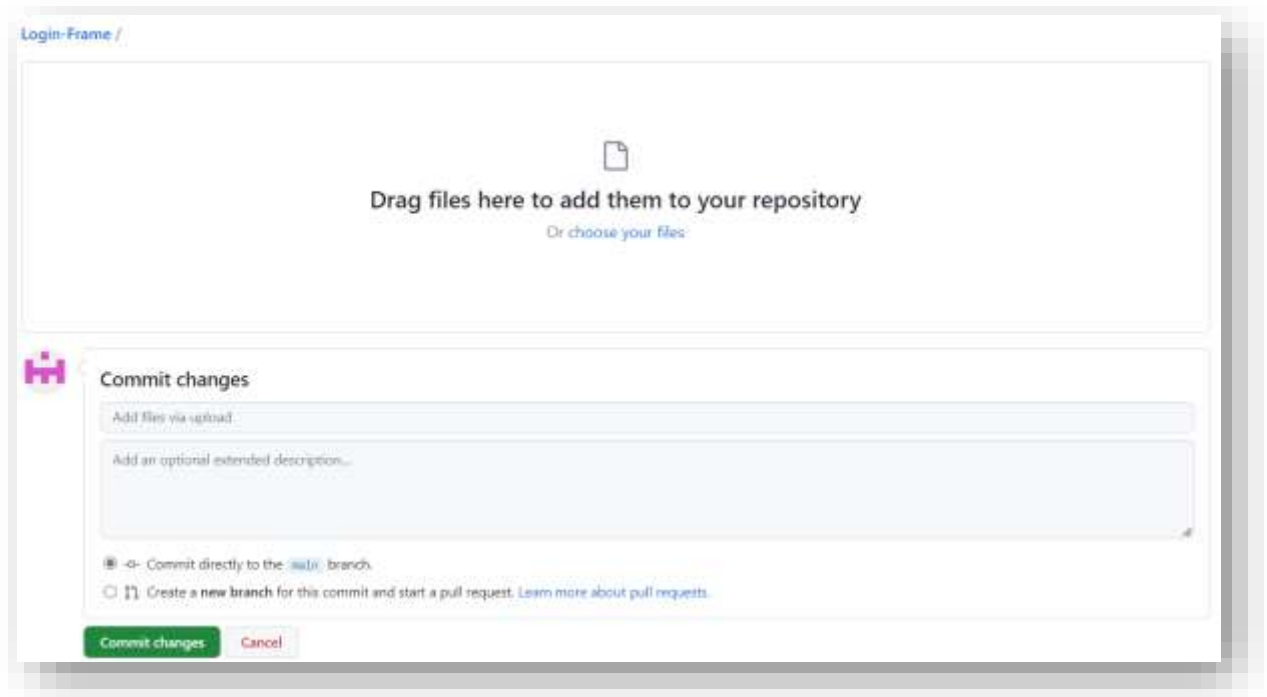 Login-Frame /
Drag files here to add them to your repository
Or choose your files
Commit changes
Add files via upload
Add an optional extended description...
Commit directly to the main branch.
Create a new branch for this commit and start a pull request. Learn more about pull requests.
Commit changes
Cancel